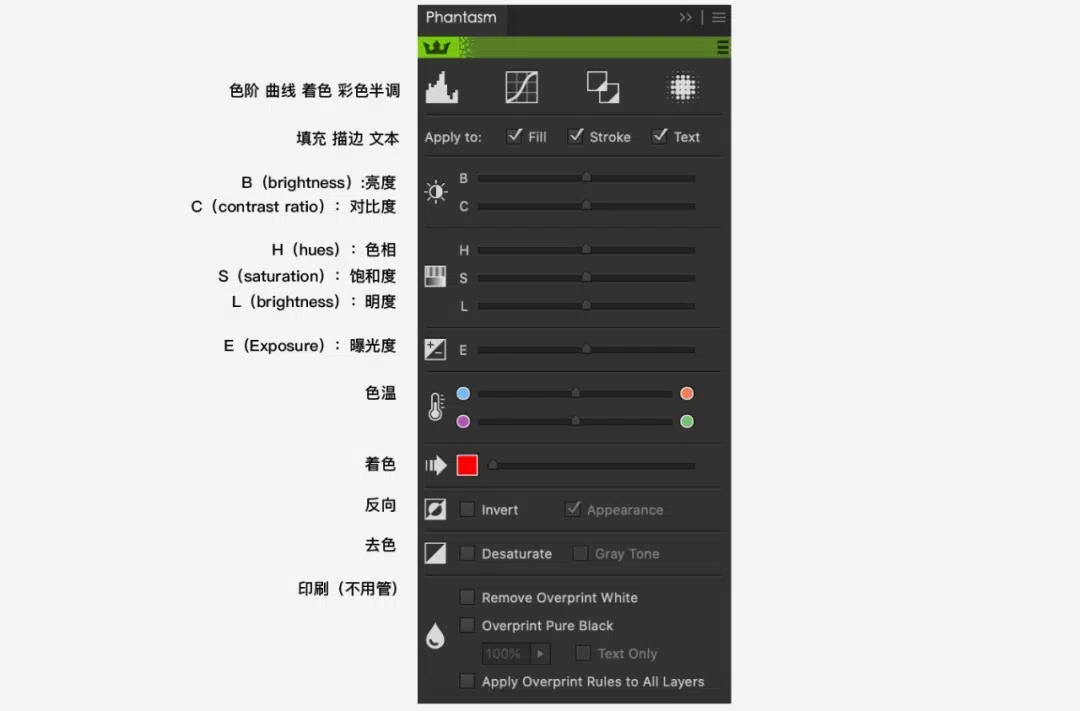 Phantasm
色阶 曲线 着色 彩色半调
填充 描边 文本 Apply to: Fill Stroke Text
B（brightness）:亮度 B
C（contrast ratio）：对比度 C
H（hues）：色相 H
S（saturation）：饱和度 S
L（brightness）：明度 L
E（Exposure）：曝光度 E
色温
着色
反向 Invert Appearance
去色 Desaturate Gray Tone
印刷（不用管） Remove Overprint White
Overprint Pure Black
100% Text Only
Apply Overprint Rules to All Layers